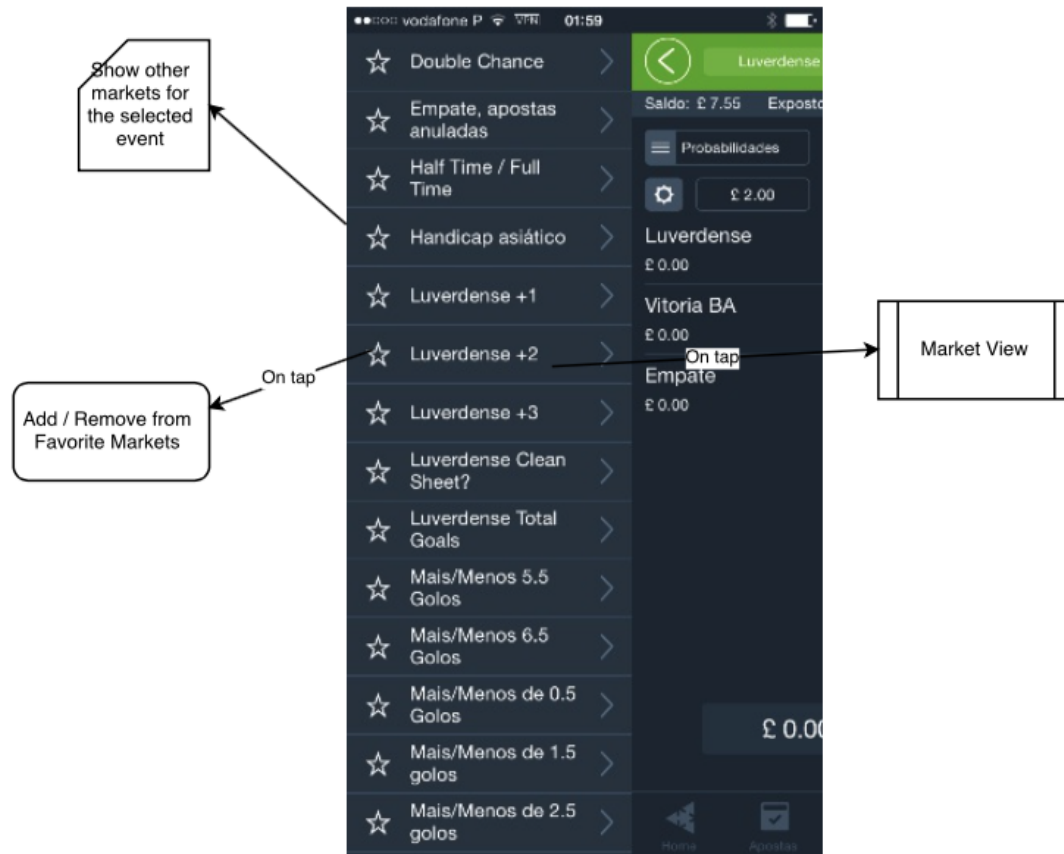 vodafone P VPN 01:59
Show other
markets for
the selected
event
Add / Remove from
Favorite Markets
On tap
Double Chance
Empate, apostas
anuladas
Half Time / Full
Time
Handicap asiático
Luverdense +1
Luverdense +2
Luverdense +3
Luverdense Clean
Sheet?
Luverdense Total
Goals
Mais/Menos 5.5
Golos
Mais/Menos 6.5
Golos
Mais/Menos de 0.5
Golos
Mais/Menos de 1.5
golos
Mais/Menos de 2.5
golos
Luverdense
Saldo: £ 7.55 Exposto
Probabilidades
£ 2.00
Luverdense
£ 0.00
Vitoria BA
£ 0.00
On tap
Empate
£ 0.00
£ 0.00
Home Apostas
Market View